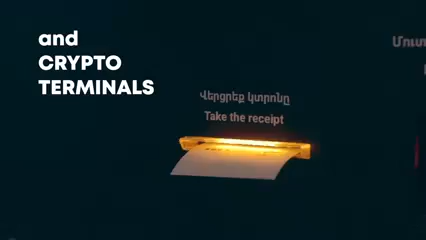 and
CRYPTO
TERMINALS
Վերցրեք կտրոնը
Take the receipt